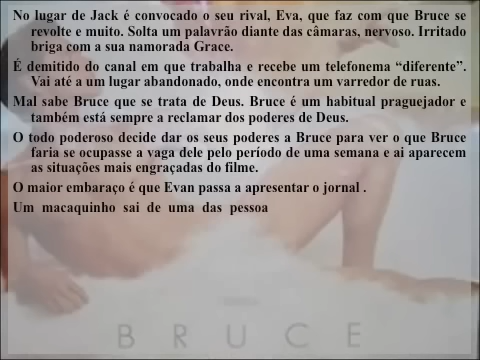 No lugar de Jack é convocado o seu rival, Eva, que faz com que Bruce se
revolte e muito. Solta um palavrão diante das câmaras, nervoso. Irritado
briga com a sua namorada Grace.
É demitido do canal em que trabalha e recebe um telefonema “diferente”.
Vai até a um lugar abandonado, onde encontra um varredor de ruas.
Mal sabe Bruce que se trata de Deus. Bruce é um habitual praguejador e
também está sempre a reclamar dos poderes de Deus.
O todo poderoso decide dar os seus poderes a Bruce para ver o que Bruce
faria se ocupasse a vaga dele pelo período de uma semana e ai aparecem
as situações mais engraçadas do filme.
O maior embaraço é que Evan passa a apresentar o jornal .
Um macaquinho sai de uma das pessoa
BRUCE